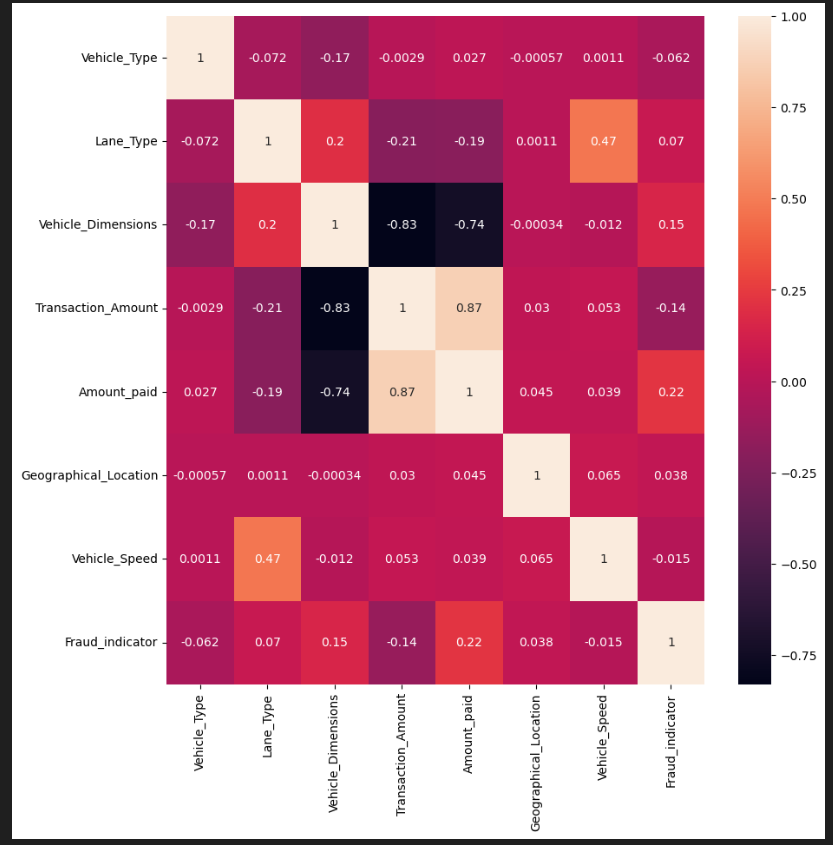 Vehicle_Type 1 -0.072 -0.17 -0.0029 0.027 -0.00057 0.0011 -0.062
Lane_Type -0.072 1 0.2 -0.21 -0.19 0.0011 0.47 0.07
Vehicle_Dimensions -0.17 0.2 1 -0.83 -0.74 -0.00034 -0.012 0.15
Transaction_Amount -0.0029 -0.21 -0.83 1 0.87 0.03 0.053 -0.14
Amount_paid 0.027 -0.19 -0.74 0.87 1 0.045 0.039 0.22
Geographical_Location -0.00057 0.0011 -0.00034 0.03 0.045 1 0.065 0.038
Vehicle_Speed 0.0011 0.47 -0.012 0.053 0.039 0.065 1 -0.015
Fraud_indicator -0.062 0.07 0.15 -0.14 0.22 0.038 -0.015 1
Vehicle_Type
Lane_Type
Vehicle_Dimensions
Transaction_Amount
Amount_paid
Geographical_Location
Vehicle_Speed
Fraud_indicator
1.00
0.75
0.50
0.25
0.00
−0.25
−0.50
−0.75